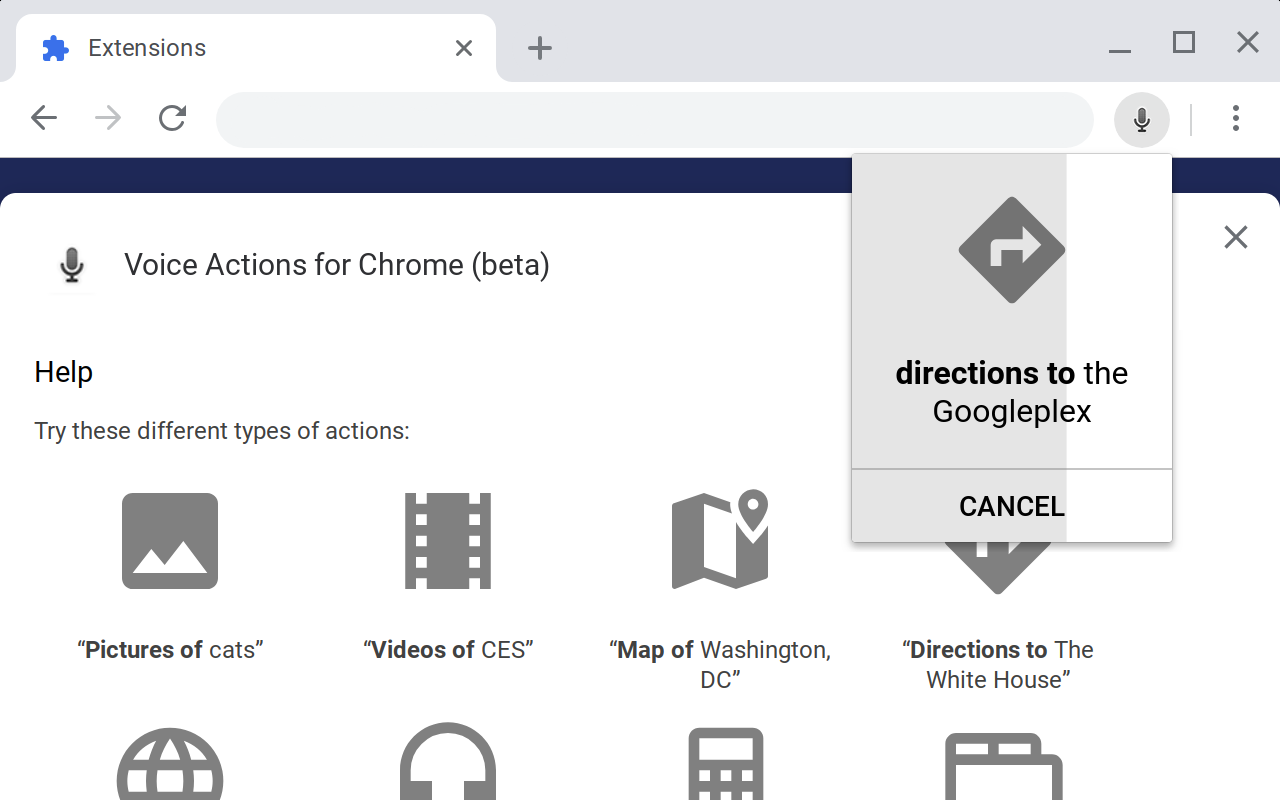 Extensions
Voice Actions for Chrome (beta)
Help
Try these different types of actions:
directions to the
Googleplex
CANCEL
“Pictures of cats”
“Videos of CES”
“Map of Washington,
DC”
“Directions to The
White House”